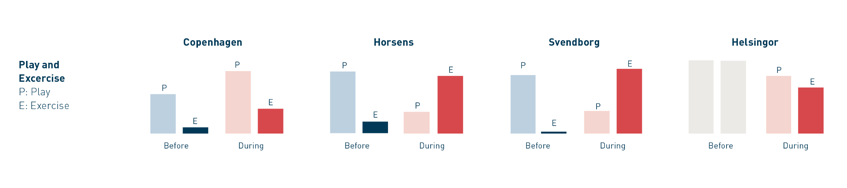 Copenhagen
Horsens
Svendborg
Helsingor
Play and
Excercise
P: Play
E: Exercise
P
E
P
E
P
E
P
E
P
E
P
E
P
E
Before
During
Before
During
Before
During
Before
During